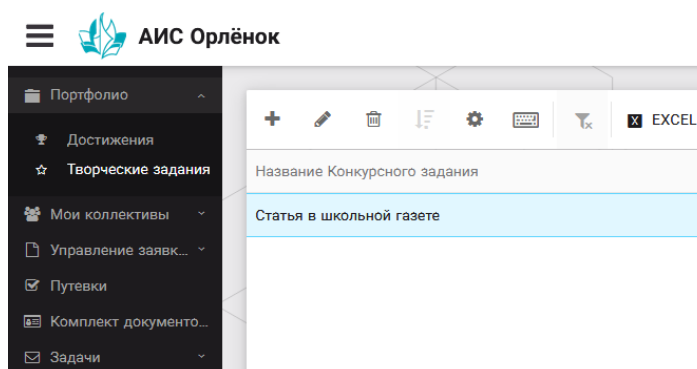 АИС Орлёнок
Портфолио
Достижения
Творческие задания
Мои коллективы
Управление заявк...
Путевки
Комплект документо...
Задачи
X EXCEL
Название Конкурсного задания
Статья в школьной газете